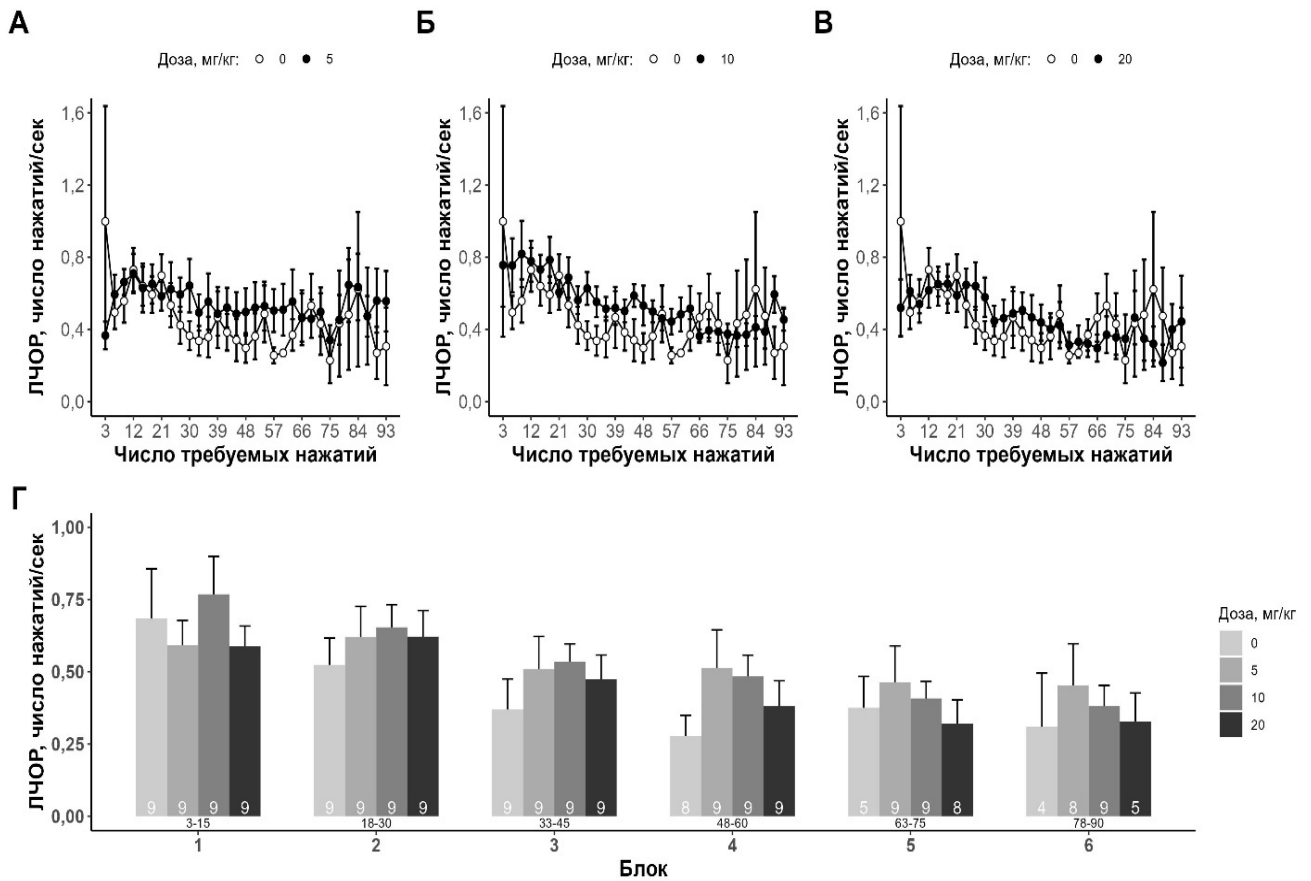 А
Б
В
Доза, мг/кг: 0 5
Доза, мг/кг: 0 10
Доза, мг/кг: 0 20
ЛЧОР, число нажатий/сек
1,6
1,2
0,8
0,4
0,0
3 12 21 30 39 48 57 66 75 84 93
Число требуемых нажатий
ЛЧОР, число нажатий/сек
1,6
1,2
0,8
0,4
0,0
3 12 21 30 39 48 57 66 75 84 93
Число требуемых нажатий
ЛЧОР, число нажатий/сек
1,6
1,2
0,8
0,4
0,0
3 12 21 30 39 48 57 66 75 84 93
Число требуемых нажатий
Г
ЛЧОР, число нажатий/сек
1,00
0,75
0,50
0,25
0,00
9 9 9 9
9 9 9 9
9 9 9 9
8 9 9 9
5 9 9 8
4 8 9 5
3-15 18-30 33-45 48-60 63-75 78-90
1 2 3 4 5 6
Блок
Доза, мг/кг
0
5
10
20